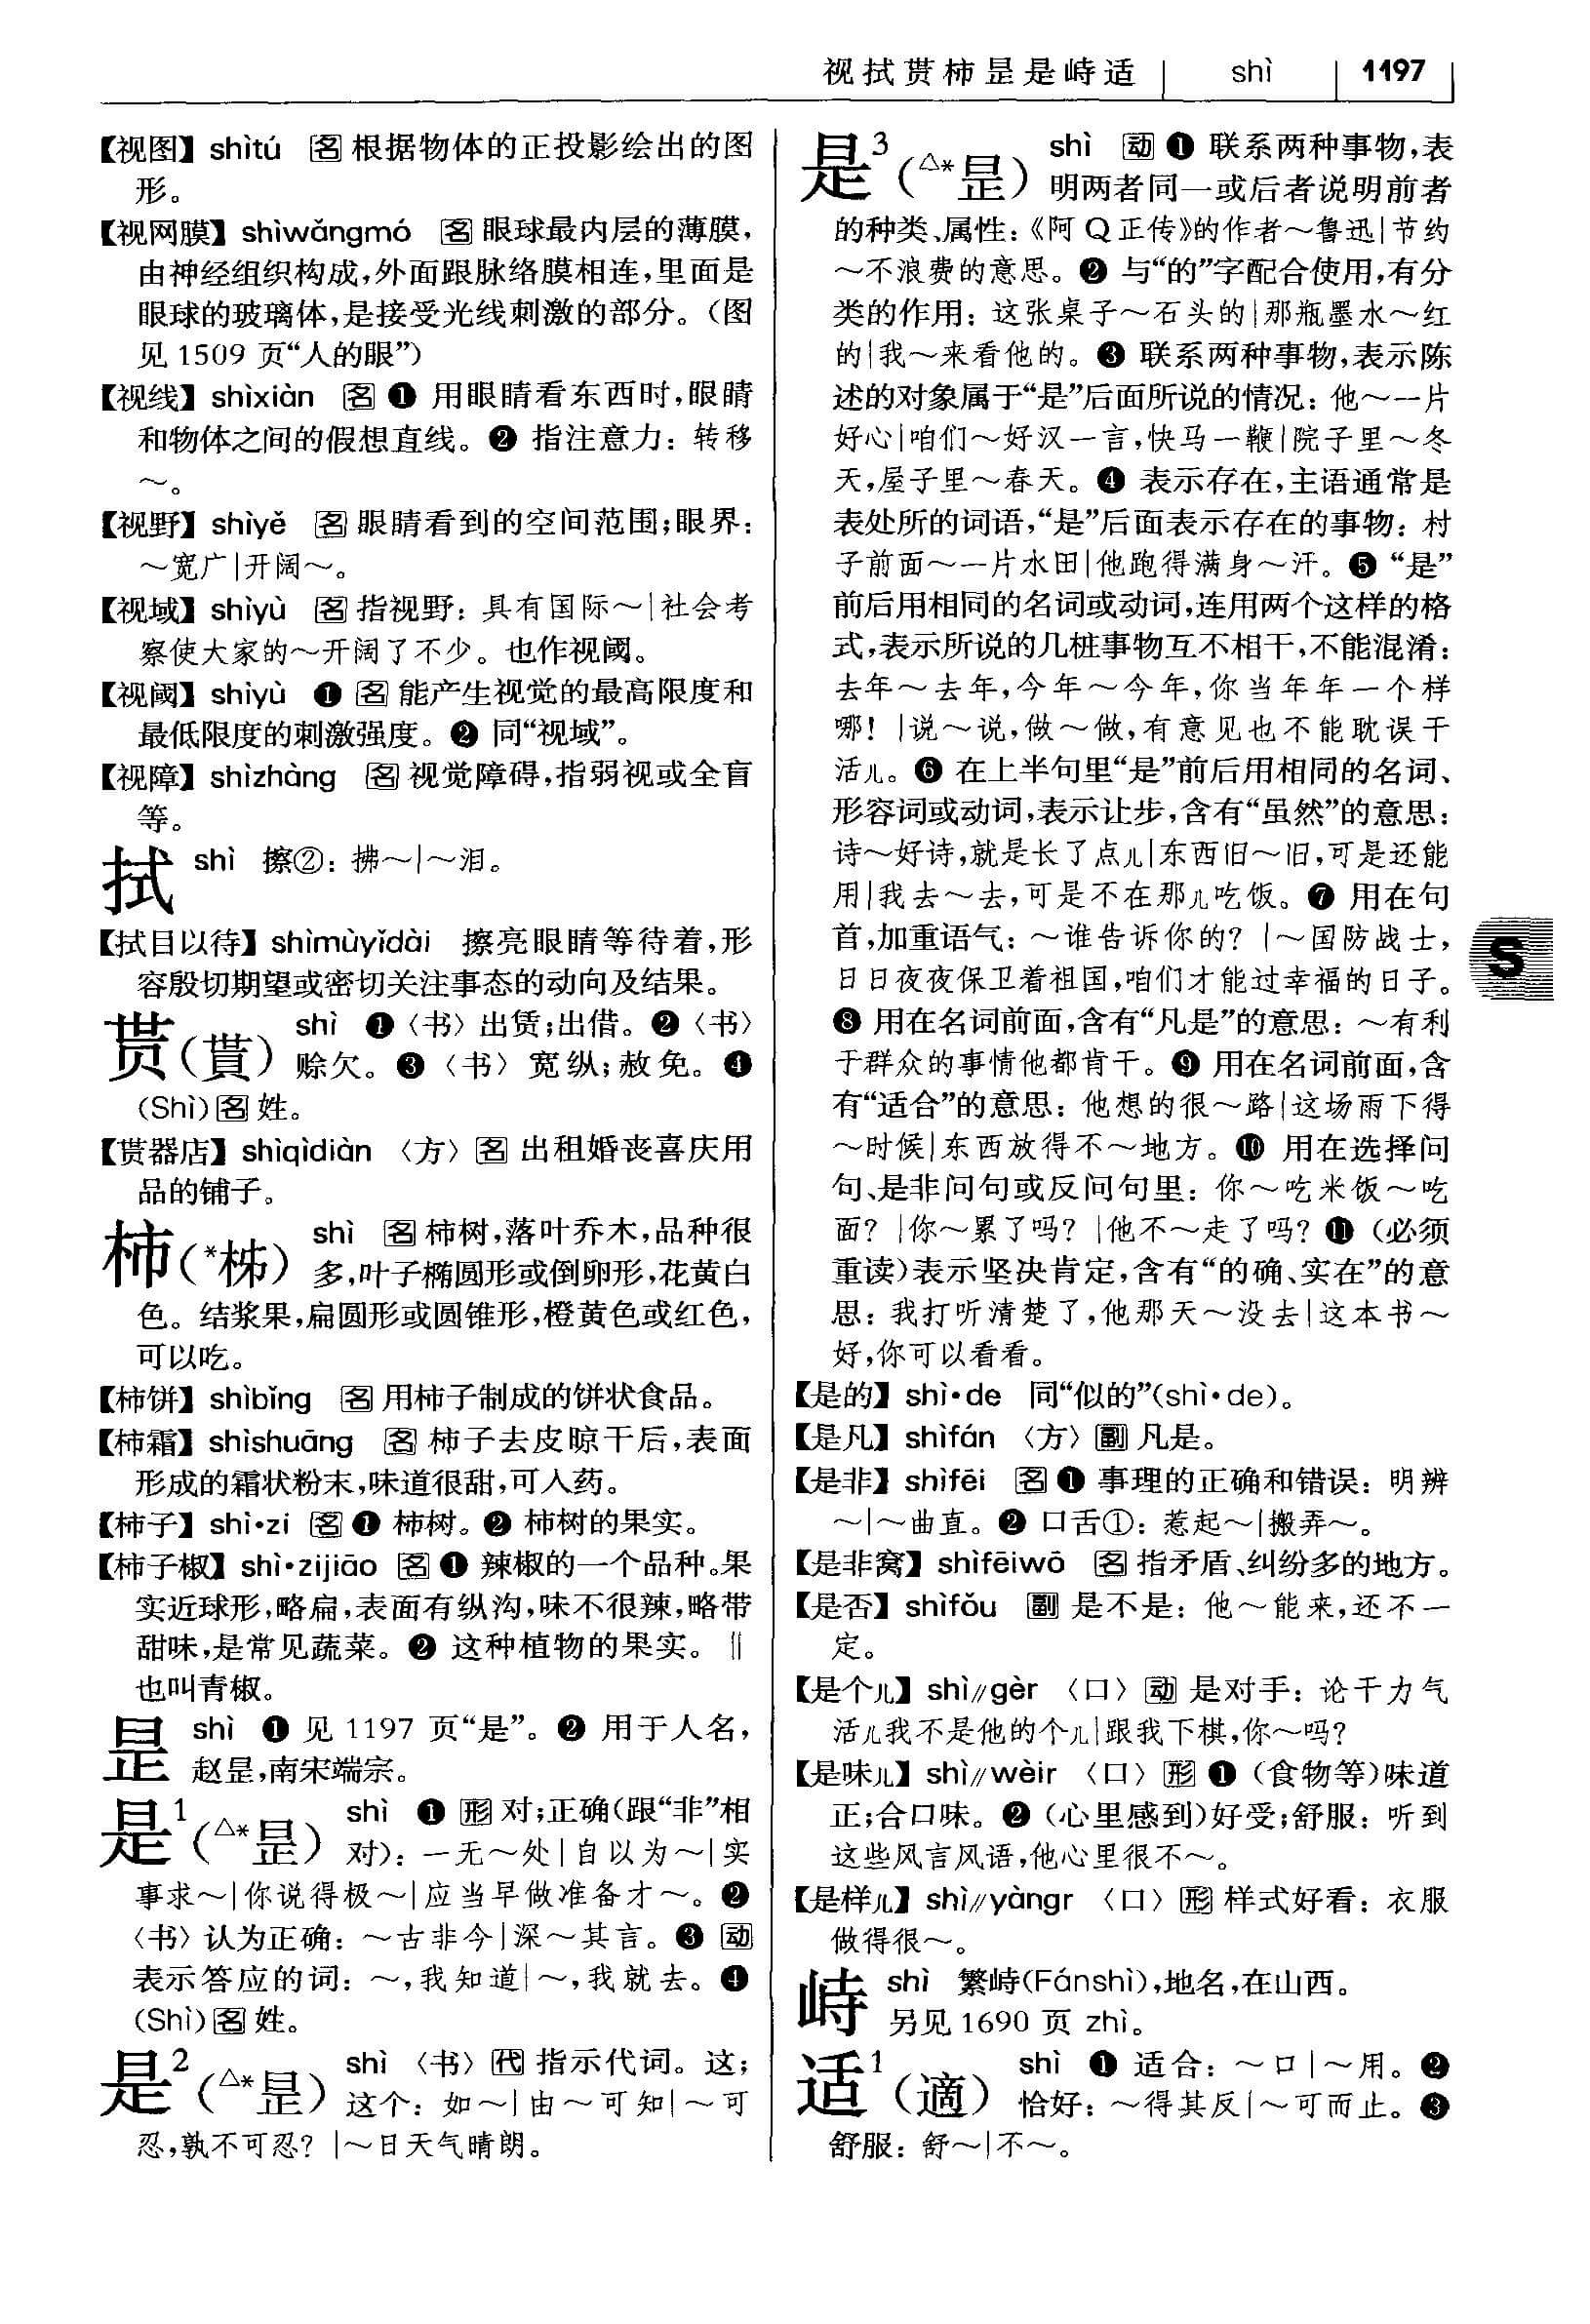 视拭贳柿昰是峙适 shì 1197
【视图】 shìtú 名 根据物体的正投影绘出的图
形。
【视网膜】 shìwǎngmó 名 眼球最内层的薄膜，
由神经组织构成，外面跟脉络膜相连，里面是
眼球的玻璃体，是接受光线刺激的部分。（图
见 1509 页“人的眼”）
【视线】 shìxiàn 名 ❶ 用眼睛看东西时，眼睛
和物体之间的假想直线。❷ 指注意力：转移
～。
【视野】 shìyě 名 眼睛看到的空间范围；眼界：
～宽广|开阔～。
【视域】 shìyù 名 指视野：具有国际～|社会考
察使大家的～开阔了不少。也作视阈。
【视阈】 shìyù ❶ 名 能产生视觉的最高限度和
最低限度的刺激强度。❷ 同“视域”。
【视障】 shìzhàng 名 视觉障碍，指弱视或全盲
等。
拭 shì 擦②：拂～|～泪。
【拭目以待】 shìmùyǐdài 擦亮眼睛等待着，形
容殷切期望或密切关注事态的动向及结果。
贳（貰） shì ❶〈书〉出赁；出借。❷〈书〉
赊欠。❸〈书〉宽纵；赦免。❹
(Shì) 名 姓。
【贳器店】 shìqìdiàn 〈方〉 名 出租婚丧喜庆用
品的铺子。
柿（*柹） shì 名 柿树，落叶乔木，品种很
多，叶子椭圆形或倒卵形，花黄白
色。结浆果，扁圆形或圆锥形，橙黄色或红色，
可以吃。
【柿饼】 shìbǐng 名 用柿子制成的饼状食品。
【柿霜】 shìshuāng 名 柿子去皮晾干后，表面
形成的霜状粉末，味道很甜，可入药。
【柿子】 shì·zi 名 ❶ 柿树。❷ 柿树的果实。
【柿子椒】 shì·zijiāo 名 ❶ 辣椒的一个品种。果
实近球形，略扁，表面有纵沟，味不很辣，略带
甜味，是常见蔬菜。❷ 这种植物的果实。‖
也叫青椒。
昰 shì ❶ 见 1197 页“是”。❷ 用于人名，
赵昰，南宋端宗。
是1（△*昰） shì ❶ 形 对；正确（跟“非”相
对）：一无～处|自以为～|实
事求～|你说得极～|应当早做准备才～。❷
〈书〉认为正确：～古非今|深～其言。❸ 动
表示答应的词：～，我知道|～，我就去。❹
(Shì) 名 姓。
是2（△*昰） shì 〈书〉 代 指示代词。这；
这个：如～|由～可知|～可
忍，孰不可忍？|～日天气晴朗。
是3（△*昰） shì 动 ❶ 联系两种事物，表
明两者同一或后者说明前者
的种类、属性：《阿Q正传》的作者～鲁迅|节约
～不浪费的意思。❷ 与“的”字配合使用，有分
类的作用：这张桌子～石头的|那瓶墨水～红
的|我～来看他的。❸ 联系两种事物，表示陈
述的对象属于“是”后面所说的情况：他～一片
好心|咱们～好汉一言，快马一鞭|院子里～冬
天，屋子里～春天。❹ 表示存在，主语通常是
表处所的词语，“是”后面表示存在的事物：村
子前面～一片水田|他跑得满身～汗。❺ “是”
前后用相同的名词或动词，连用两个这样的格
式，表示所说的几桩事物互不相干，不能混淆：
去年～去年，今年～今年，你当年年一个样
哪！|说～说，做～做，有意见也不能耽误干
活儿。❻ 在上半句里“是”前后用相同的名词、
形容词或动词，表示让步，含有“虽然”的意思：
诗～好诗，就是长了点儿|东西旧～旧，可是还能
用|我去～去，可是不在那儿吃饭。❼ 用在句
首，加重语气：～谁告诉你的？|～国防战士，
日日夜夜保卫着祖国，咱们才能过幸福的日子。
❽ 用在名词前面，含有“凡是”的意思：～有利
于群众的事情他都肯干。❾ 用在名词前面，含
有“适合”的意思：他想的很～路|这场雨下得
～时候|东西放得不～地方。❿ 用在选择问
句、是非问句或反问句里：你～吃米饭～吃
面？|你～累了吗？|他不～走了吗？⓫（必须
重读）表示坚决肯定，含有“的确、实在”的意
思：我打听清楚了，他那天～没去|这本书～
好，你可以看看。
【是的】 shì·de 同“似的”(shì·de)。
【是凡】 shìfán 〈方〉 副 凡是。
【是非】 shìfēi 名 ❶ 事理的正确和错误：明辨
～|～曲直。❷ 口舌①：惹起～|搬弄～。
【是非窝】 shìfēiwō 名 指矛盾、纠纷多的地方。
【是否】 shìfǒu 副 是不是：他～能来，还不一
定。
【是个儿】 shì//gèr 〈口〉 动 是对手：论干力气
活儿我不是他的个儿|跟我下棋，你～吗？
【是味儿】 shì//wèir 〈口〉 形 ❶（食物等）味道
正；合口味。❷（心里感到）好受；舒服：听到
这些风言风语，他心里很不～。
【是样儿】 shì//yàngr 〈口〉 形 样式好看：衣服
做得很～。
峙 shì 繁峙(Fánshì)，地名，在山西。
另见 1690 页 zhì。
适1（適） shì ❶ 适合：～口|～用。❷
恰好：～得其反|～可而止。❸
舒服：舒～|不～。
S